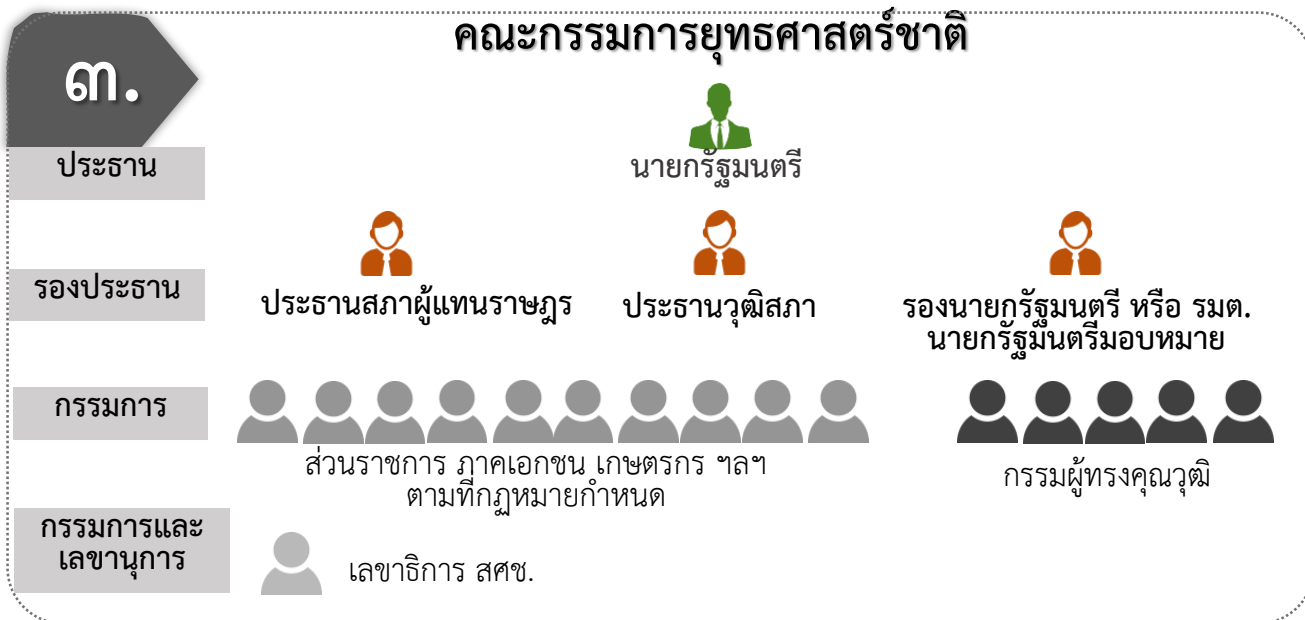 คณะกรรมการยุทธศาสตร์ชาติ
๓.
ประธาน
นายกรัฐมนตรี
รองประธาน
ประธานสภาผู้แทนราษฎร
ประธานวุฒิสภา
รองนายกรัฐมนตรี หรือ รมต.
นายกรัฐมนตรีมอบหมาย
กรรมการ
ส่วนราชการ ภาคเอกชน เกษตรกร ฯลฯ
ตามที่กฎหมายกำหนด
กรรมผู้ทรงคุณวุฒิ
กรรมการและ
เลขานุการ
เลขาธิการ สศช.